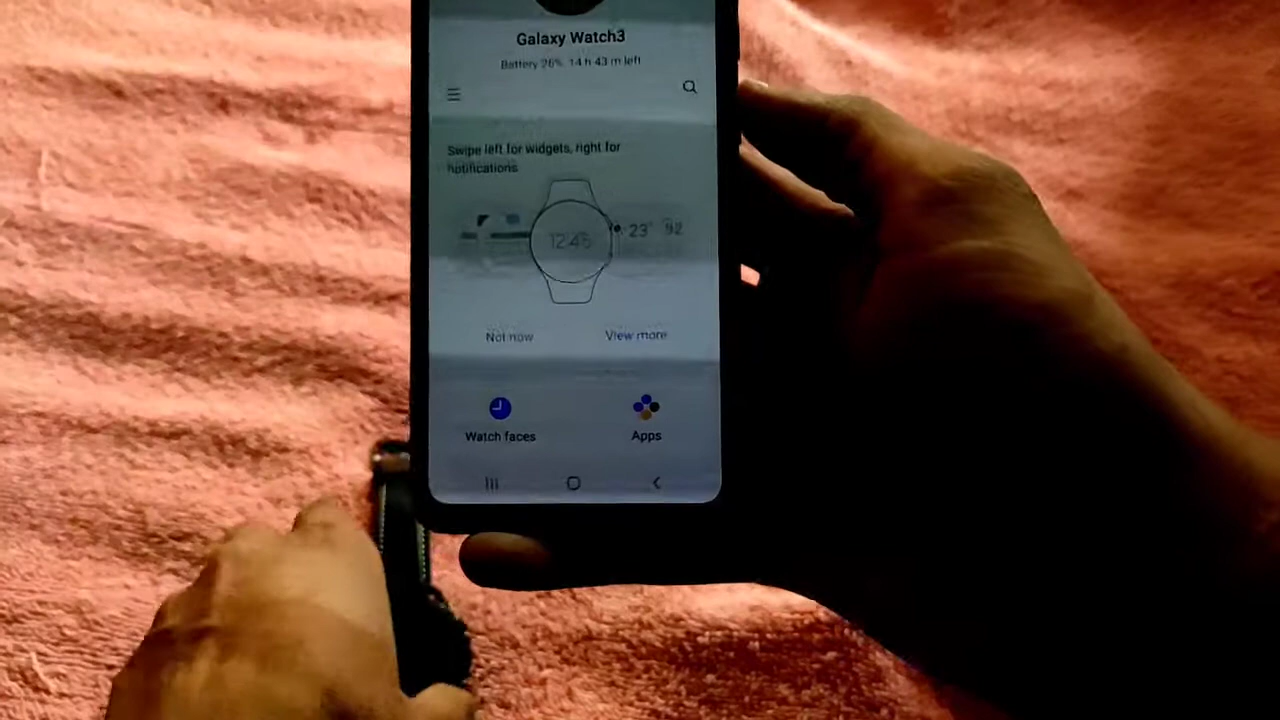 Galaxy Watch3
Battery 26%, 14 h 43 m left
Swipe left for widgets, right for
notifications
12:45
23° 92
Not now
View more
Watch faces
Apps